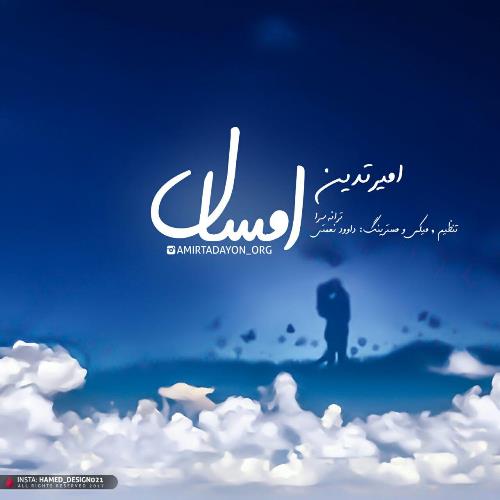 امیر تدین
امسال
ترانه سرا
تنظیم , میکس و مسترینگ: داوود نعمتی
AMIRTADAYON_ORG
INSTA: HAMED_DESIGN021
ALL RIGHTS RESERVED 2017